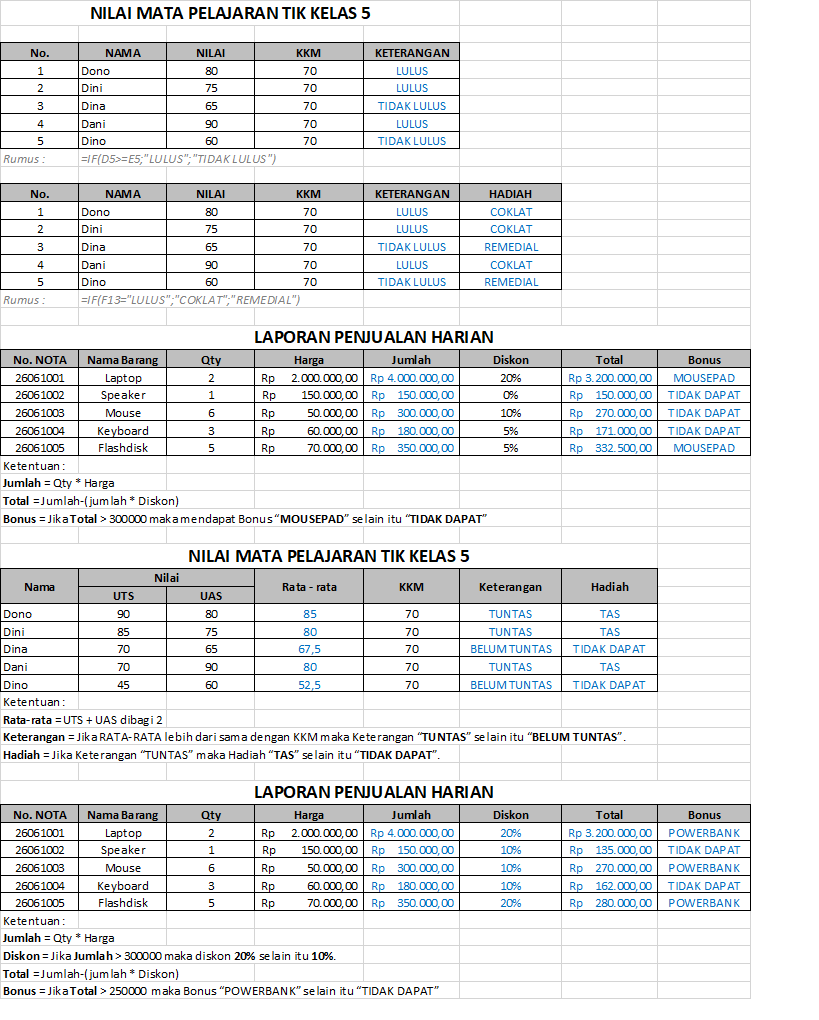 NILAI MATA PELAJARAN TIK KELAS 5
No. NAMA NILAI KKM KETERANGAN
1 Dono 80 70 LULUS
2 Dini 75 70 LULUS
3 Dina 65 70 TIDAK LULUS
4 Dani 90 70 LULUS
5 Dino 60 70 TIDAK LULUS
Rumus : =IF(D5>=E5;"LULUS";"TIDAK LULUS")
No. NAMA NILAI KKM KETERANGAN HADIAH
1 Dono 80 70 LULUS COKLAT
2 Dini 75 70 LULUS COKLAT
3 Dina 65 70 TIDAK LULUS REMEDIAL
4 Dani 90 70 LULUS COKLAT
5 Dino 60 70 TIDAK LULUS REMEDIAL
Rumus : =IF(F13="LULUS";"COKLAT";"REMEDIAL")
LAPORAN PENJUALAN HARIAN
No. NOTA Nama Barang Qty Harga Jumlah Diskon Total Bonus
26061001 Laptop 2 Rp 2.000.000,00 Rp 4.000.000,00 20% Rp 3.200.000,00 MOUSEPAD
26061002 Speaker 1 Rp 150.000,00 Rp 150.000,00 0% Rp 150.000,00 TIDAK DAPAT
26061003 Mouse 6 Rp 50.000,00 Rp 300.000,00 10% Rp 270.000,00 TIDAK DAPAT
26061004 Keyboard 3 Rp 60.000,00 Rp 180.000,00 5% Rp 171.000,00 TIDAK DAPAT
26061005 Flashdisk 5 Rp 70.000,00 Rp 350.000,00 5% Rp 332.500,00 MOUSEPAD
Ketentuan :
Jumlah = Qty * Harga
Total = Jumlah-(jumlah * Diskon)
Bonus = Jika Total > 300000 maka mendapat Bonus “MOUSEPAD” selain itu “TIDAK DAPAT”
NILAI MATA PELAJARAN TIK KELAS 5
Nama Nilai Rata - rata KKM Keterangan Hadiah
UTS UAS
Dono 90 80 85 70 TUNTAS TAS
Dini 85 75 80 70 TUNTAS TAS
Dina 70 65 67,5 70 BELUM TUNTAS TIDAK DAPAT
Dani 70 90 80 70 TUNTAS TAS
Dino 45 60 52,5 70 BELUM TUNTAS TIDAK DAPAT
Ketentuan :
Rata-rata = UTS + UAS dibagi 2
Keterangan = Jika RATA-RATA lebih dari sama dengan KKM maka Keterangan “TUNTAS” selain itu “BELUM TUNTAS”.
Hadiah = Jika Keterangan “TUNTAS” maka Hadiah “TAS” selain itu “TIDAK DAPAT”.
LAPORAN PENJUALAN HARIAN
No. NOTA Nama Barang Qty Harga Jumlah Diskon Total Bonus
26061001 Laptop 2 Rp 2.000.000,00 Rp 4.000.000,00 20% Rp 3.200.000,00 POWERBANK
26061002 Speaker 1 Rp 150.000,00 Rp 150.000,00 10% Rp 135.000,00 TIDAK DAPAT
26061003 Mouse 6 Rp 50.000,00 Rp 300.000,00 10% Rp 270.000,00 POWERBANK
26061004 Keyboard 3 Rp 60.000,00 Rp 180.000,00 10% Rp 162.000,00 TIDAK DAPAT
26061005 Flashdisk 5 Rp 70.000,00 Rp 350.000,00 20% Rp 280.000,00 POWERBANK
Ketentuan :
Jumlah = Qty * Harga
Diskon = Jika Jumlah > 300000 maka diskon 20% selain itu 10%.
Total = Jumlah-(jumlah * Diskon)
Bonus = Jika Total > 250000 maka Bonus “POWERBANK” selain itu “TIDAK DAPAT”